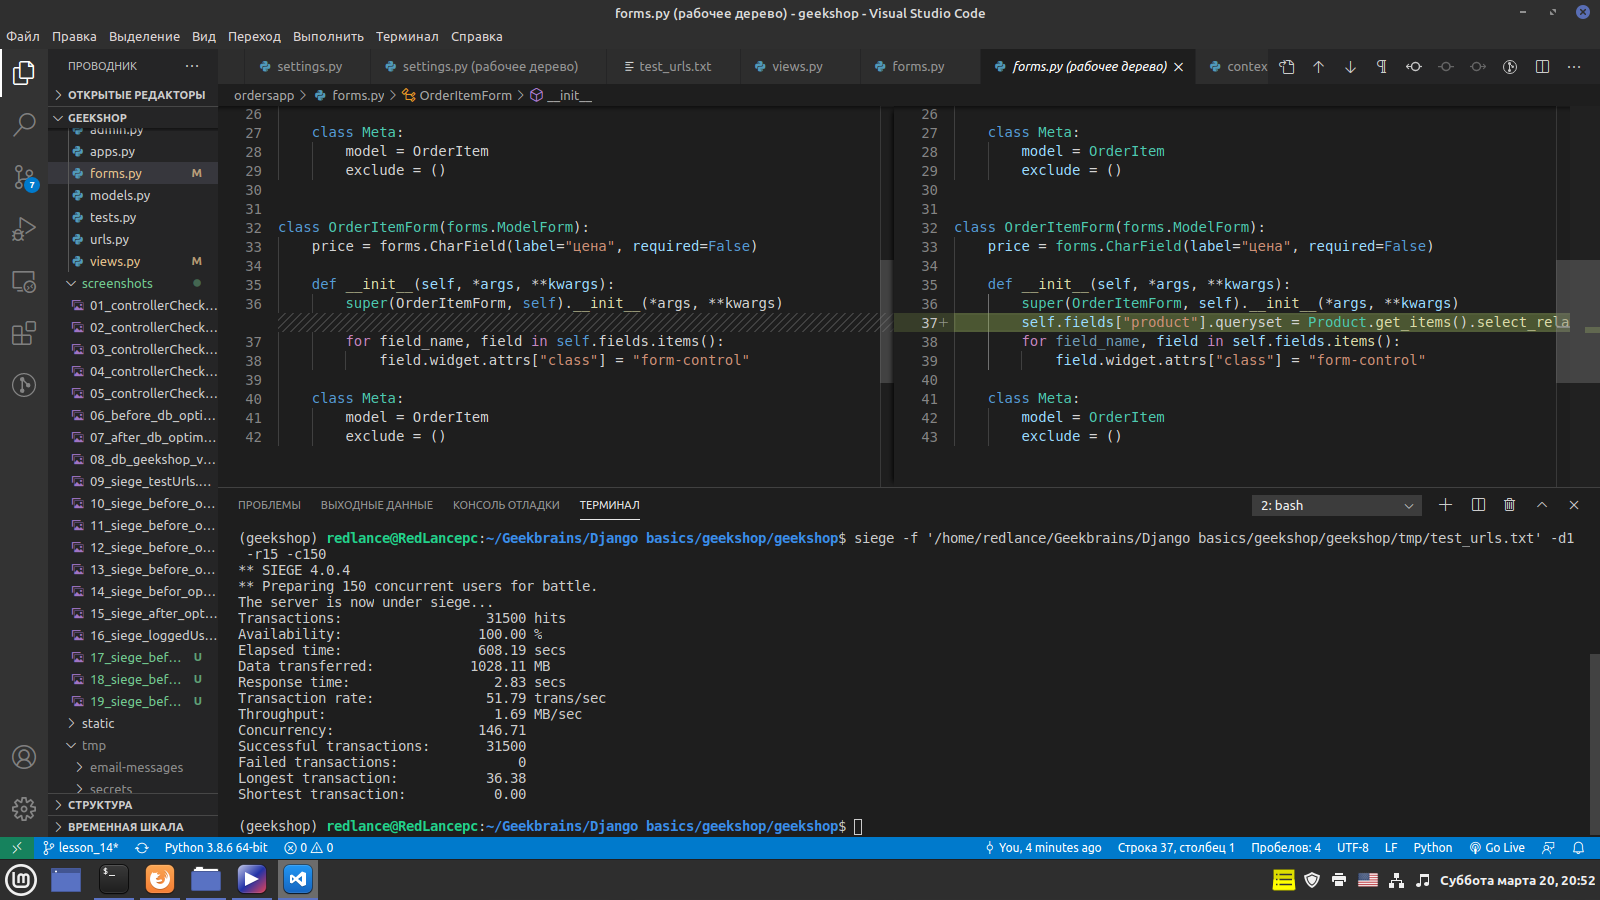 forms.py (рабочее дерево) - geekshop - Visual Studio Code
Файл Правка Выделение Вид Переход Выполнить Терминал Справка
ПРОВОДНИК
settings.py settings.py (рабочее дерево) test_urls.txt views.py forms.py forms.py (рабочее дерево) contex
ОТКРЫТЫЕ РЕДАКТОРЫ
ordersapp > forms.py > OrderItemForm > __init__
GEEKSHOP
admin.py
apps.py
forms.py M
models.py
tests.py
urls.py
views.py M
screenshots
01_controllerCheck...
02_controllerCheck...
03_controllerCheck...
04_controllerCheck...
05_controllerCheck...
06_before_db_opti...
07_after_db_optim...
08_db_geekshop_v...
09_siege_testUrls....
10_siege_before_o...
11_siege_before_o...
12_siege_before_o...
13_siege_before_o...
14_siege_befor_op...
15_siege_after_opt...
16_siege_loggedUs...
17_siege_bef... U
18_siege_bef... U
19_siege_bef... U
static
tmp
email-messages
secrets
СТРУКТУРА
ВРЕМЕННАЯ ШКАЛА
7
26
27 class Meta:
28 model = OrderItem
29 exclude = ()
30
31
32 class OrderItemForm(forms.ModelForm):
33 price = forms.CharField(label="цена", required=False)
34
35 def __init__(self, *args, **kwargs):
36 super(OrderItemForm, self).__init__(*args, **kwargs)
37 for field_name, field in self.fields.items():
38 field.widget.attrs["class"] = "form-control"
39
40 class Meta:
41 model = OrderItem
42 exclude = ()
26
27 class Meta:
28 model = OrderItem
29 exclude = ()
30
31
32 class OrderItemForm(forms.ModelForm):
33 price = forms.CharField(label="цена", required=False)
34
35 def __init__(self, *args, **kwargs):
36 super(OrderItemForm, self).__init__(*args, **kwargs)
37+ self.fields["product"].queryset = Product.get_items().select_rela
38 for field_name, field in self.fields.items():
39 field.widget.attrs["class"] = "form-control"
40
41 class Meta:
42 model = OrderItem
43 exclude = ()
ПРОБЛЕМЫ ВЫХОДНЫЕ ДАННЫЕ КОНСОЛЬ ОТЛАДКИ ТЕРМИНАЛ 2: bash
(geekshop) redlance@RedLancepc:~/Geekbrains/Django basics/geekshop/geekshop$ siege -f '/home/redlance/Geekbrains/Django basics/geekshop/geekshop/tmp/test_urls.txt' -d1
-r15 -c150
** SIEGE 4.0.4
** Preparing 150 concurrent users for battle.
The server is now under siege...
Transactions: 31500 hits
Availability: 100.00 %
Elapsed time: 608.19 secs
Data transferred: 1028.11 MB
Response time: 2.83 secs
Transaction rate: 51.79 trans/sec
Throughput: 1.69 MB/sec
Concurrency: 146.71
Successful transactions: 31500
Failed transactions: 0
Longest transaction: 36.38
Shortest transaction: 0.00
(geekshop) redlance@RedLancepc:~/Geekbrains/Django basics/geekshop/geekshop$
lesson_14* Python 3.8.6 64-bit 0 0 You, 4 minutes ago Строка 37, столбец 1 Пробелов: 4 UTF-8 LF Python Go Live
Суббота марта 20, 20:52